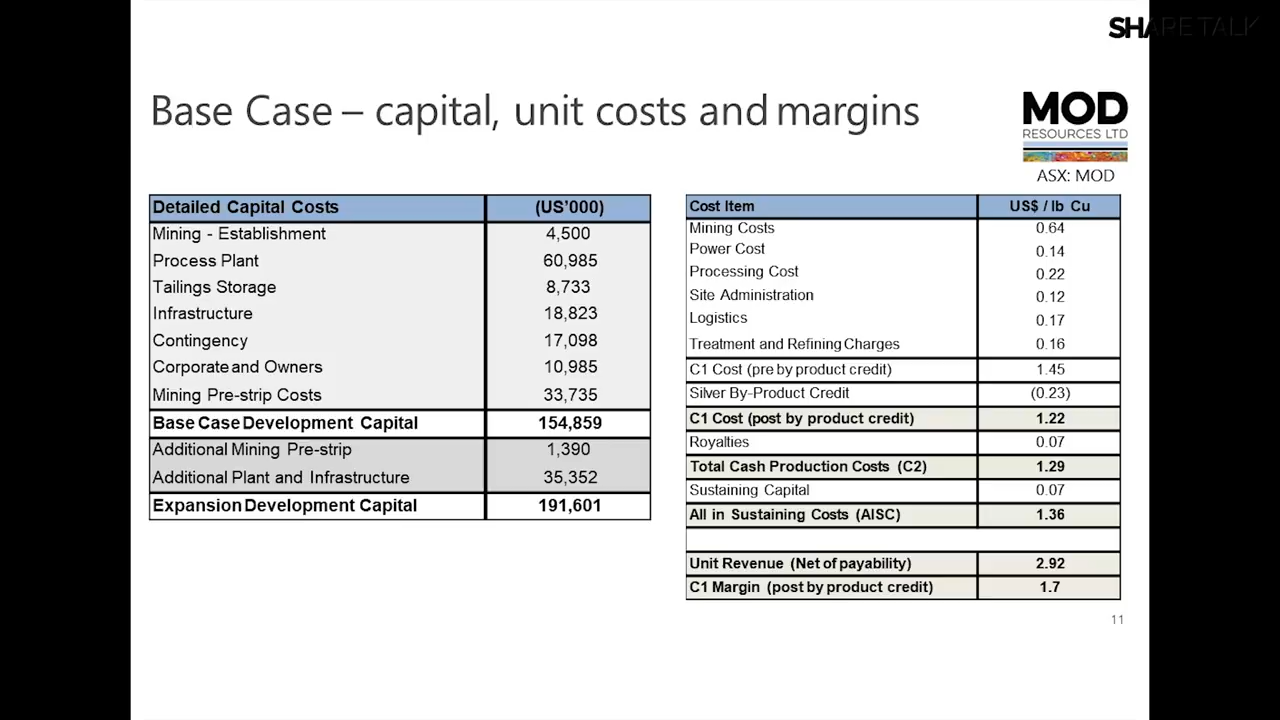 SHARE TALK
Base Case – capital, unit costs and margins
MOD
RESOURCES LTD
ASX: MOD
Detailed Capital Costs (US'000)
Mining - Establishment 4,500
Process Plant 60,985
Tailings Storage 8,733
Infrastructure 18,823
Contingency 17,098
Corporate and Owners 10,985
Mining Pre-strip Costs 33,735
Base Case Development Capital 154,859
Additional Mining Pre-strip 1,390
Additional Plant and Infrastructure 35,352
Expansion Development Capital 191,601
Cost Item US$ / lb Cu
Mining Costs 0.64
Power Cost 0.14
Processing Cost 0.22
Site Administration 0.12
Logistics 0.17
Treatment and Refining Charges 0.16
C1 Cost (pre by product credit) 1.45
Silver By-Product Credit (0.23)
C1 Cost (post by product credit) 1.22
Royalties 0.07
Total Cash Production Costs (C2) 1.29
Sustaining Capital 0.07
All in Sustaining Costs (AISC) 1.36
Unit Revenue (Net of payability) 2.92
C1 Margin (post by product credit) 1.7
11